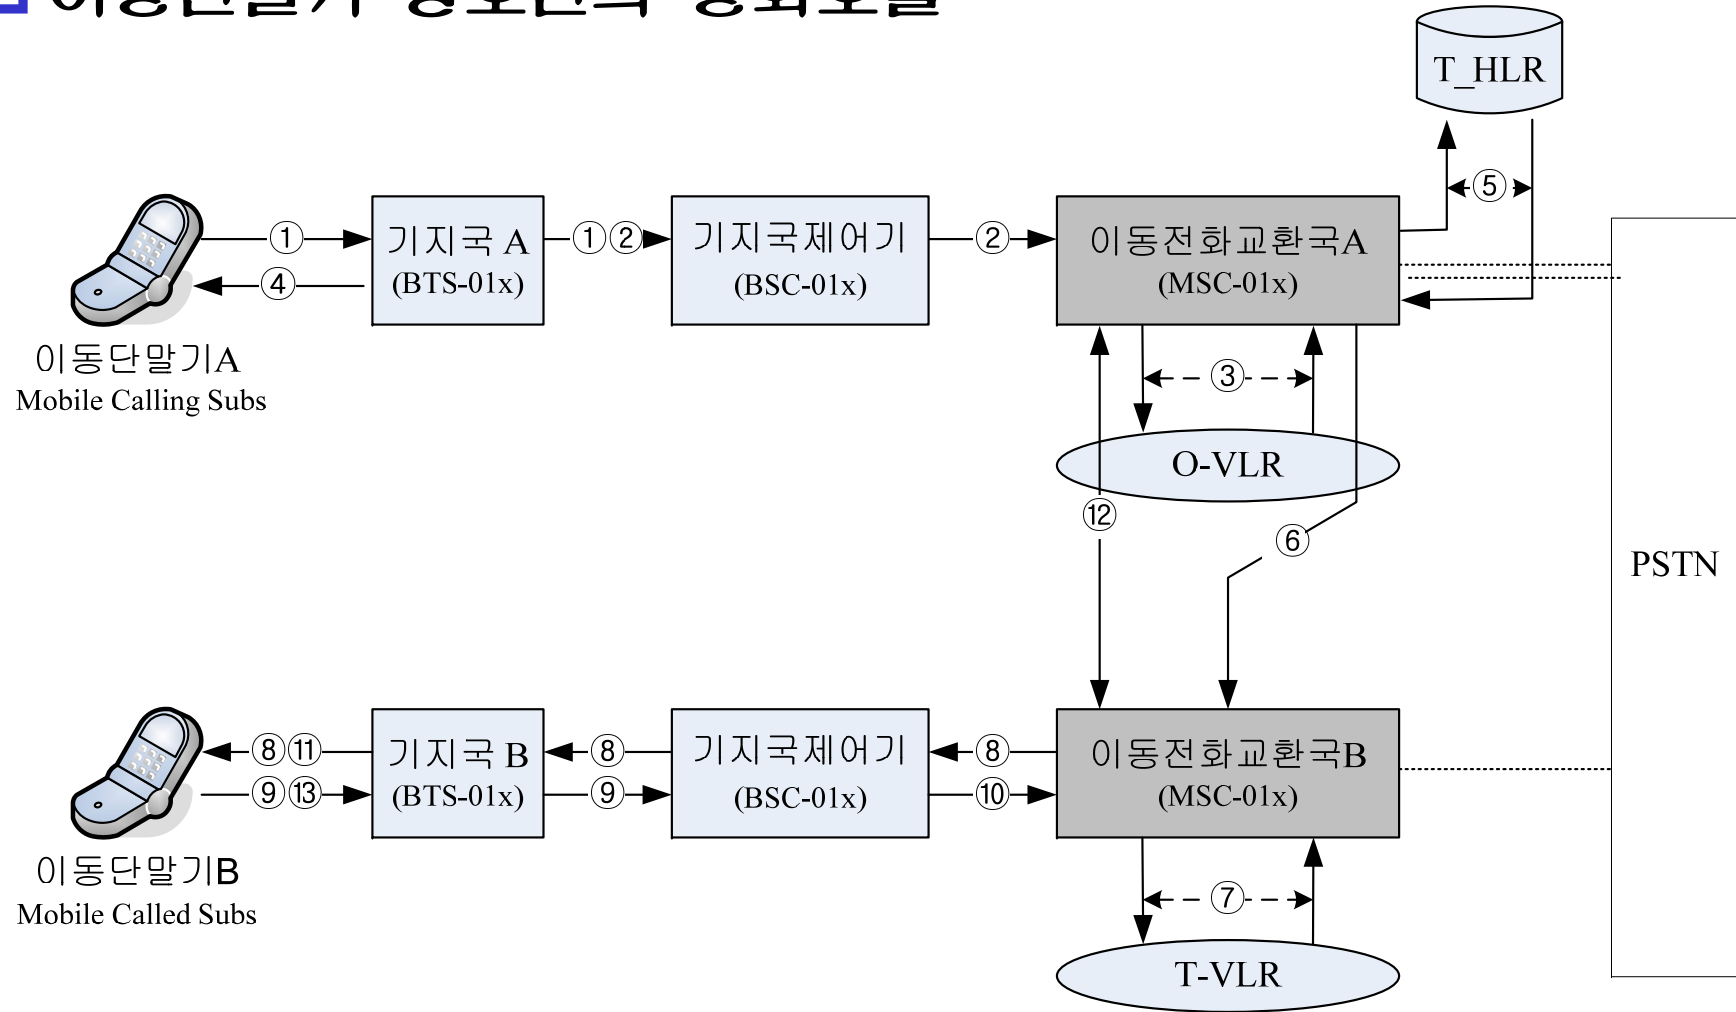 T_HLR
①
①②
②
④
⑤
기지국 A
(BTS-01x)
기지국제어기
(BSC-01x)
이동전화교환국A
(MSC-01x)
이동단말기A
Mobile Calling Subs
③
O-VLR
⑫
⑥
PSTN
⑧⑪
⑨⑬
기지국 B
(BTS-01x)
⑧
⑨
기지국제어기
(BSC-01x)
⑧
⑩
이동전화교환국B
(MSC-01x)
이동단말기B
Mobile Called Subs
⑦
T-VLR